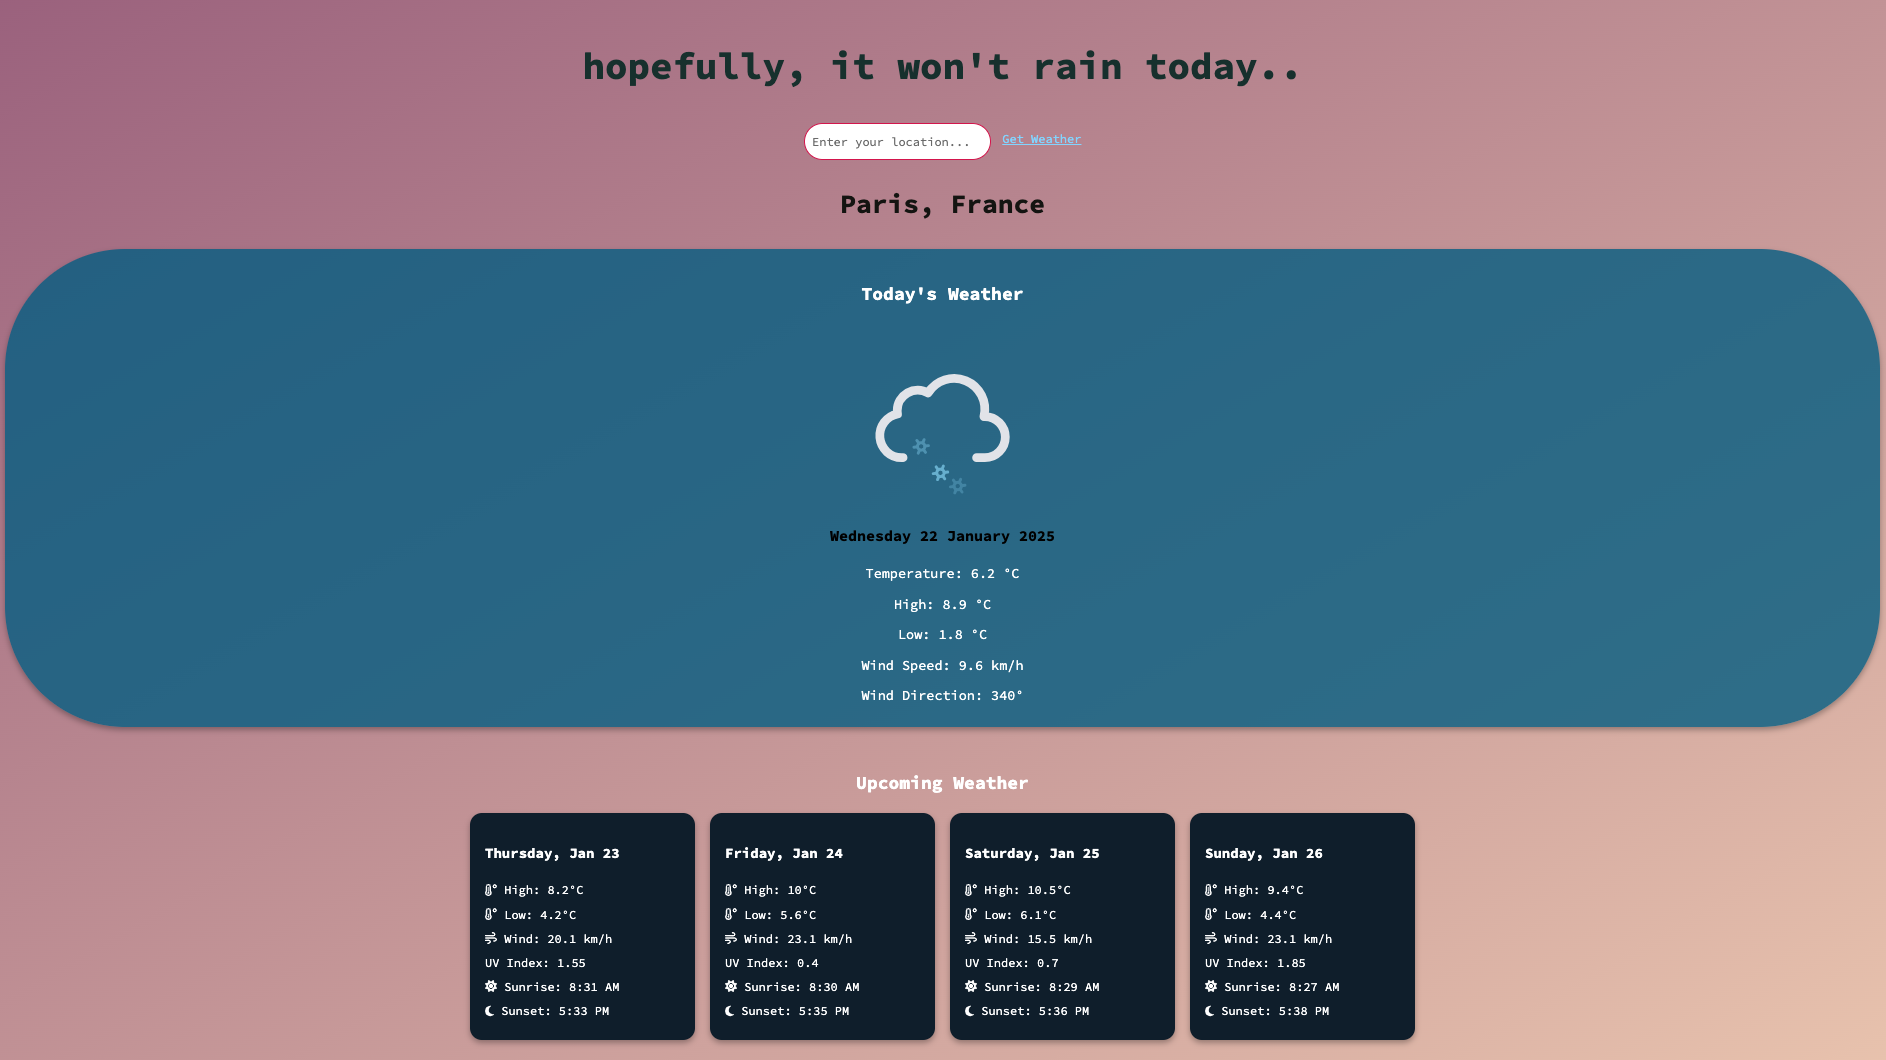 hopefully, it won't rain today..
Enter your location... Get Weather
Paris, France
Today's Weather
Wednesday 22 January 2025
Temperature: 6.2 °C
High: 8.9 °C
Low: 1.8 °C
Wind Speed: 9.6 km/h
Wind Direction: 340°
Upcoming Weather
Thursday, Jan 23
High: 8.2°C
Low: 4.2°C
Wind: 20.1 km/h
UV Index: 1.55
Sunrise: 8:31 AM
Sunset: 5:33 PM
Friday, Jan 24
High: 10°C
Low: 5.6°C
Wind: 23.1 km/h
UV Index: 0.4
Sunrise: 8:30 AM
Sunset: 5:35 PM
Saturday, Jan 25
High: 10.5°C
Low: 6.1°C
Wind: 15.5 km/h
UV Index: 0.7
Sunrise: 8:29 AM
Sunset: 5:36 PM
Sunday, Jan 26
High: 9.4°C
Low: 4.4°C
Wind: 23.1 km/h
UV Index: 1.85
Sunrise: 8:27 AM
Sunset: 5:38 PM